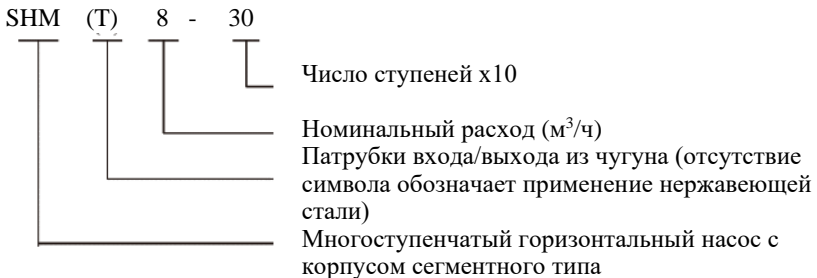 SHM (T) 8 - 30
Число ступеней x10
Номинальный расход (м³/ч)
Патрубки входа/выхода из чугуна (отсутствие
символа обозначает применение нержавеющей
стали)
Многоступенчатый горизонтальный насос с
корпусом сегментного типа